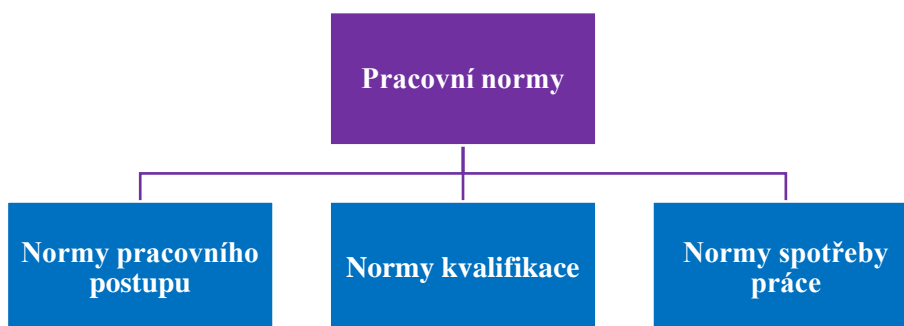 Pracovní normy
Normy pracovního
postupu
Normy kvalifikace
Normy spotřeby
práce